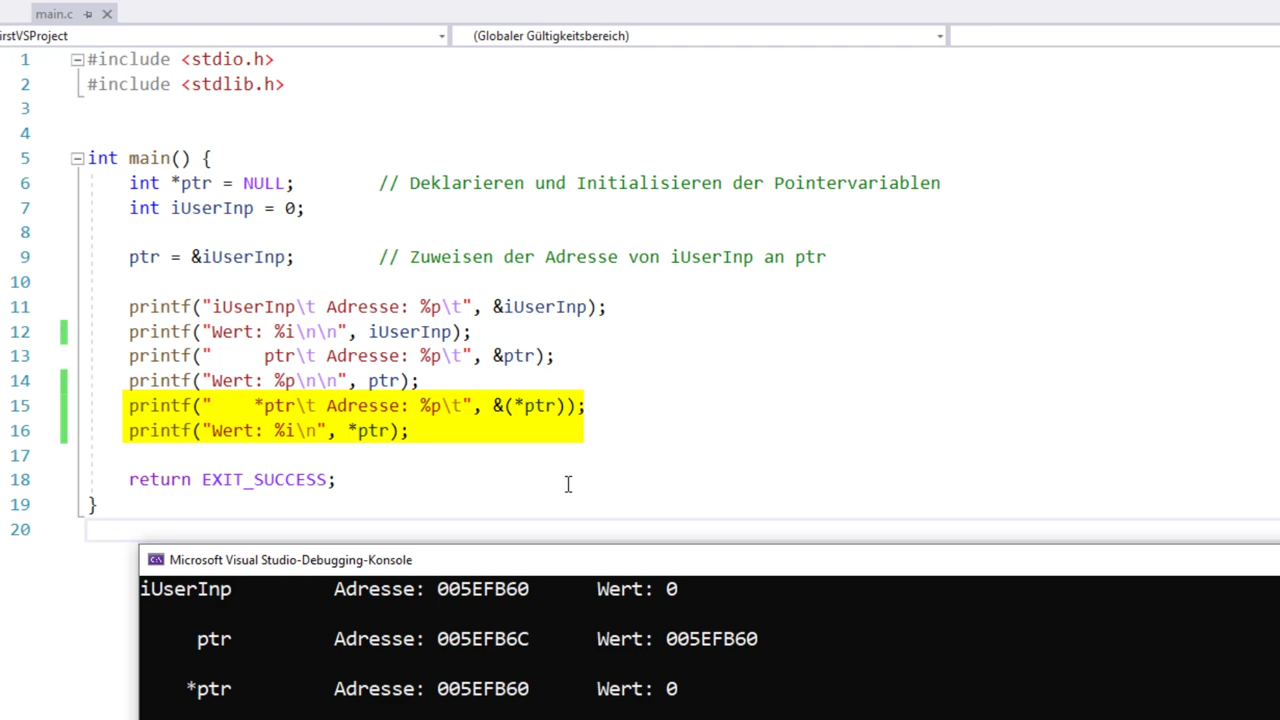 main.c
irstVSProject
(Globaler Gültigkeitsbereich)
1 #include <stdio.h>
2 #include <stdlib.h>
3
4
5 int main() {
6 int *ptr = NULL; // Deklarieren und Initialisieren der Pointervariablen
7 int iUserInp = 0;
8
9 ptr = &iUserInp; // Zuweisen der Adresse von iUserInp an ptr
10
11 printf("iUserInp\t Adresse: %p\t", &iUserInp);
12 printf("Wert: %i\n\n", iUserInp);
13 printf("     ptr\t Adresse: %p\t", &ptr);
14 printf("Wert: %p\n\n", ptr);
15 printf("    *ptr\t Adresse: %p\t", &(*ptr));
16 printf("Wert: %i\n", *ptr);
17
18 return EXIT_SUCCESS;
19 }
20
Microsoft Visual Studio-Debugging-Konsole
iUserInp Adresse: 005EFB60 Wert: 0
ptr Adresse: 005EFB6C Wert: 005EFB60
*ptr Adresse: 005EFB60 Wert: 0